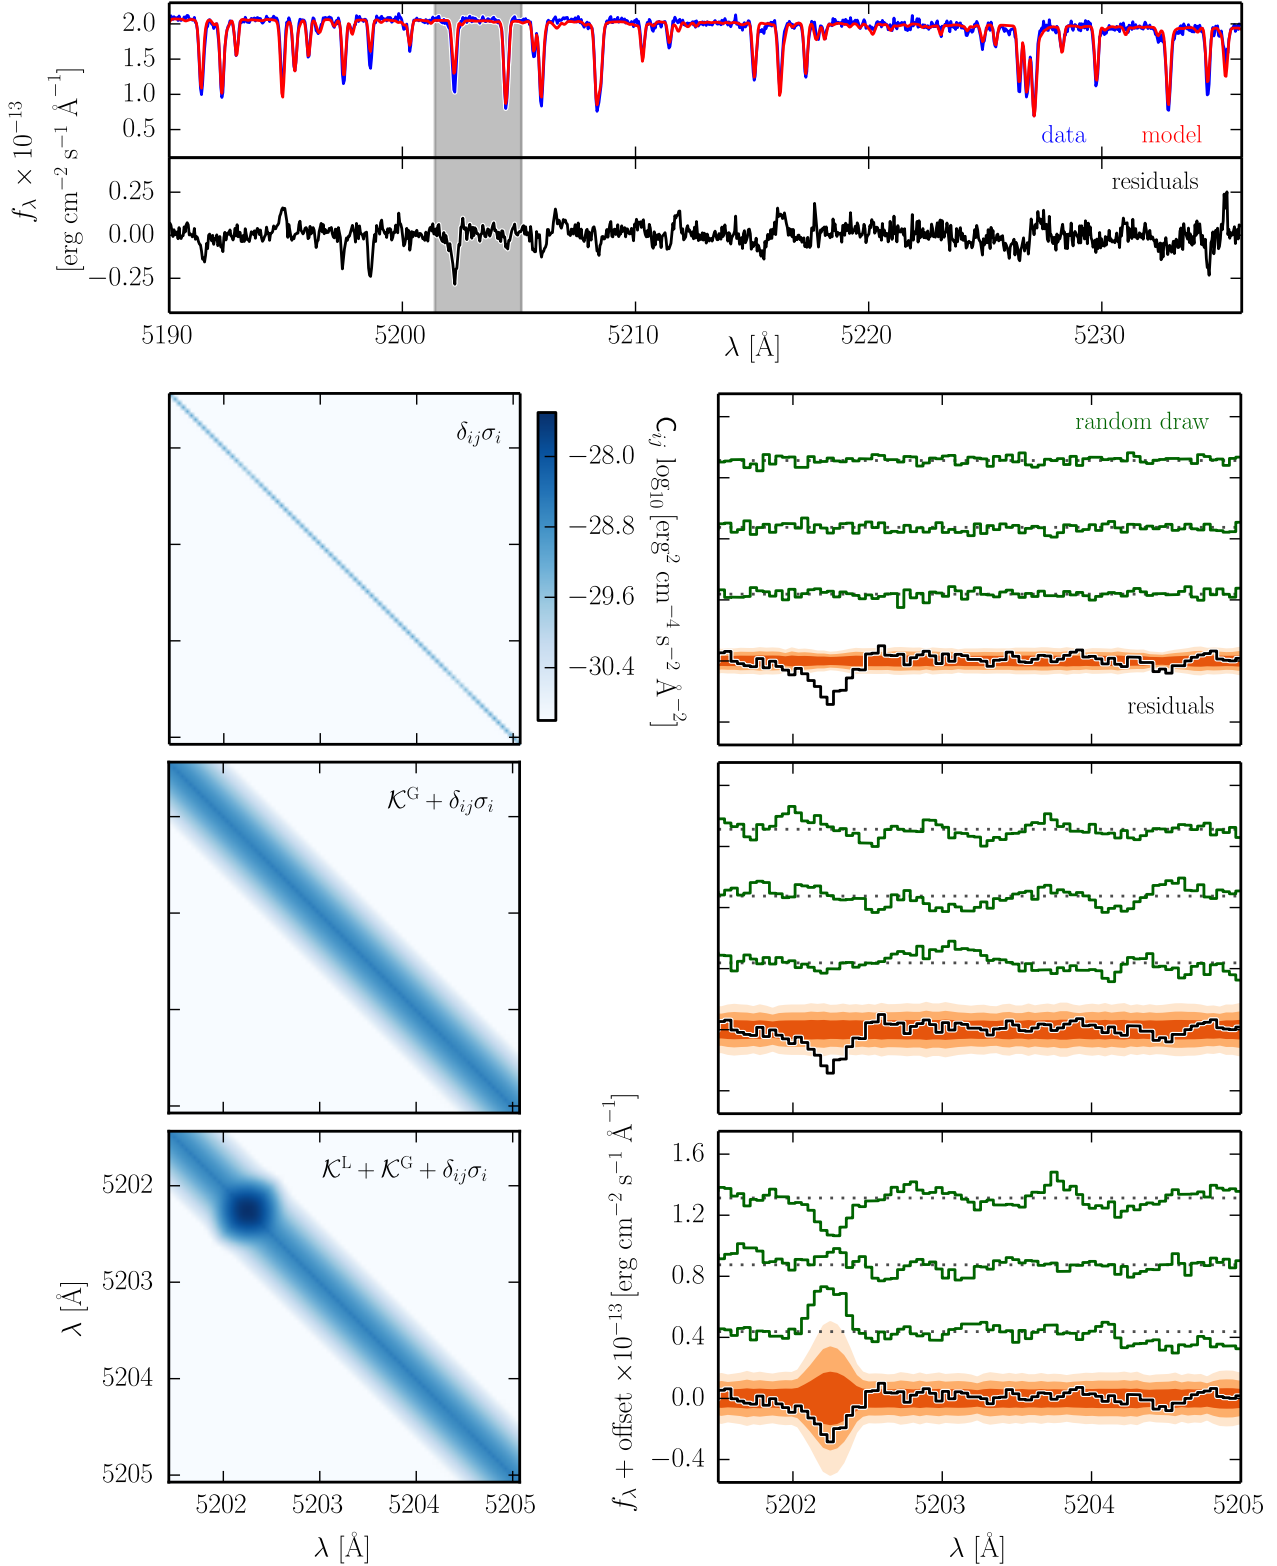 2.0
1.5
1.0
0.5
data
model
f_λ × 10⁻¹³
[erg cm⁻² s⁻¹ Å⁻¹]
residuals
0.25
0.00
−0.25
5190
5200
5210
5220
5230
λ [Å]
δ_ij σ_i
−28.0
−28.8
−29.6
−30.4
C_ij log₁₀ [erg² cm⁻⁴ s⁻² Å⁻²]
random draw
residuals
𝒦^G + δ_ij σ_i
𝒦^L + 𝒦^G + δ_ij σ_i
5202
5203
5204
5205
λ [Å]
5202
5203
5204
5205
λ [Å]
1.6
1.2
0.8
0.4
0.0
−0.4
f_λ + offset ×10⁻¹³ [erg cm⁻² s⁻¹ Å⁻¹]
5202
5203
5204
5205
λ [Å]